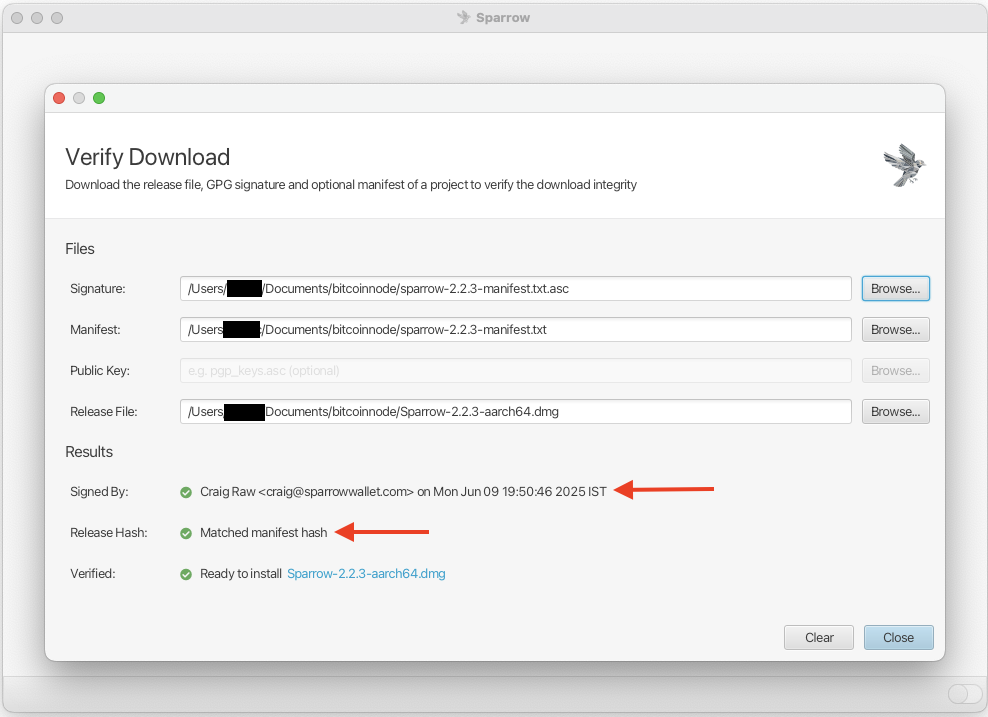 Sparrow
Verify Download
Download the release file, GPG signature and optional manifest of a project to verify the download integrity
Files
Signature: /Users/ /Documents/bitcoinnode/sparrow-2.2.3-manifest.txt.asc Browse...
Manifest: /Users /Documents/bitcoinnode/sparrow-2.2.3-manifest.txt Browse...
Public Key: e.g. pgp_keys.asc (optional) Browse...
Release File: /Users Documents/bitcoinnode/Sparrow-2.2.3-aarch64.dmg Browse...
Results
Signed By: Craig Raw <craig@sparrowwallet.com> on Mon Jun 09 19:50:46 2025 IST
Release Hash: Matched manifest hash
Verified: Ready to install Sparrow-2.2.3-aarch64.dmg
Clear Close